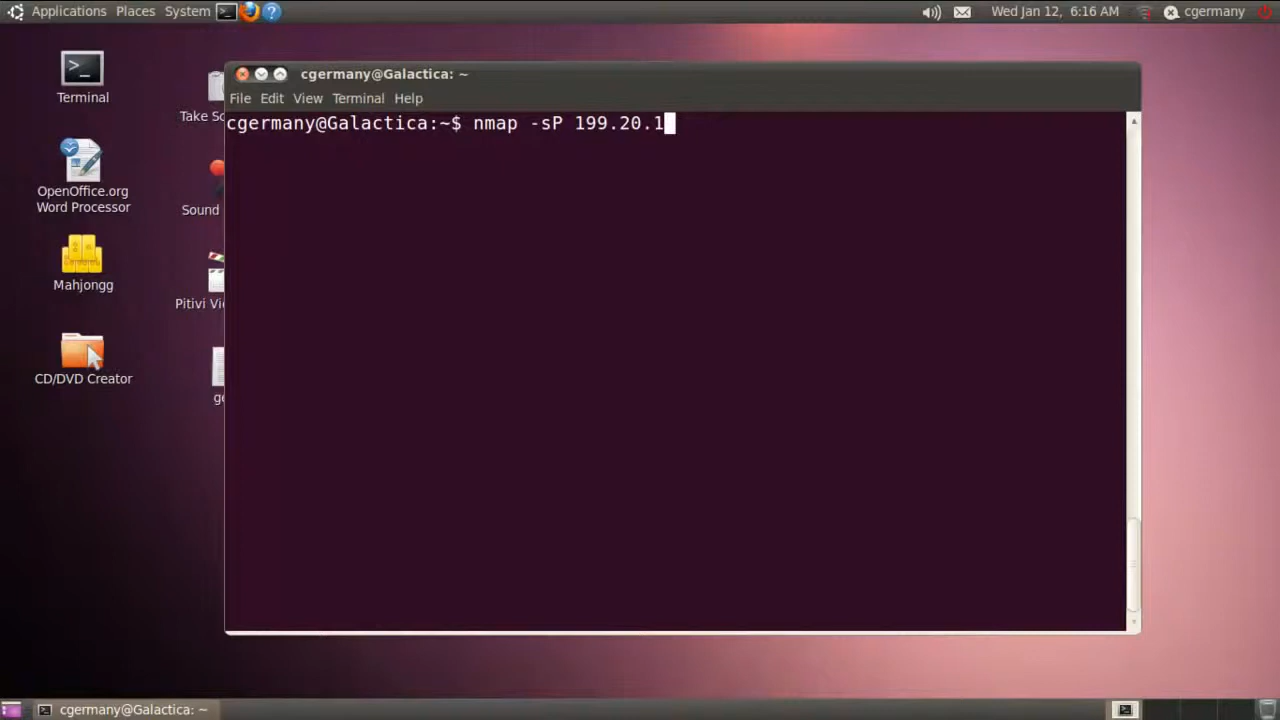 Applications Places System
Wed Jan 12, 6:16 AM
cgermany
Terminal
Take Sc
OpenOffice.org
Word Processor
Sound
Mahjongg
Pitivi Vi
CD/DVD Creator
ge
cgermany@Galactica: ~
File Edit View Terminal Help
cgermany@Galactica:~$ nmap -sP 199.20.1
cgermany@Galactica: ~